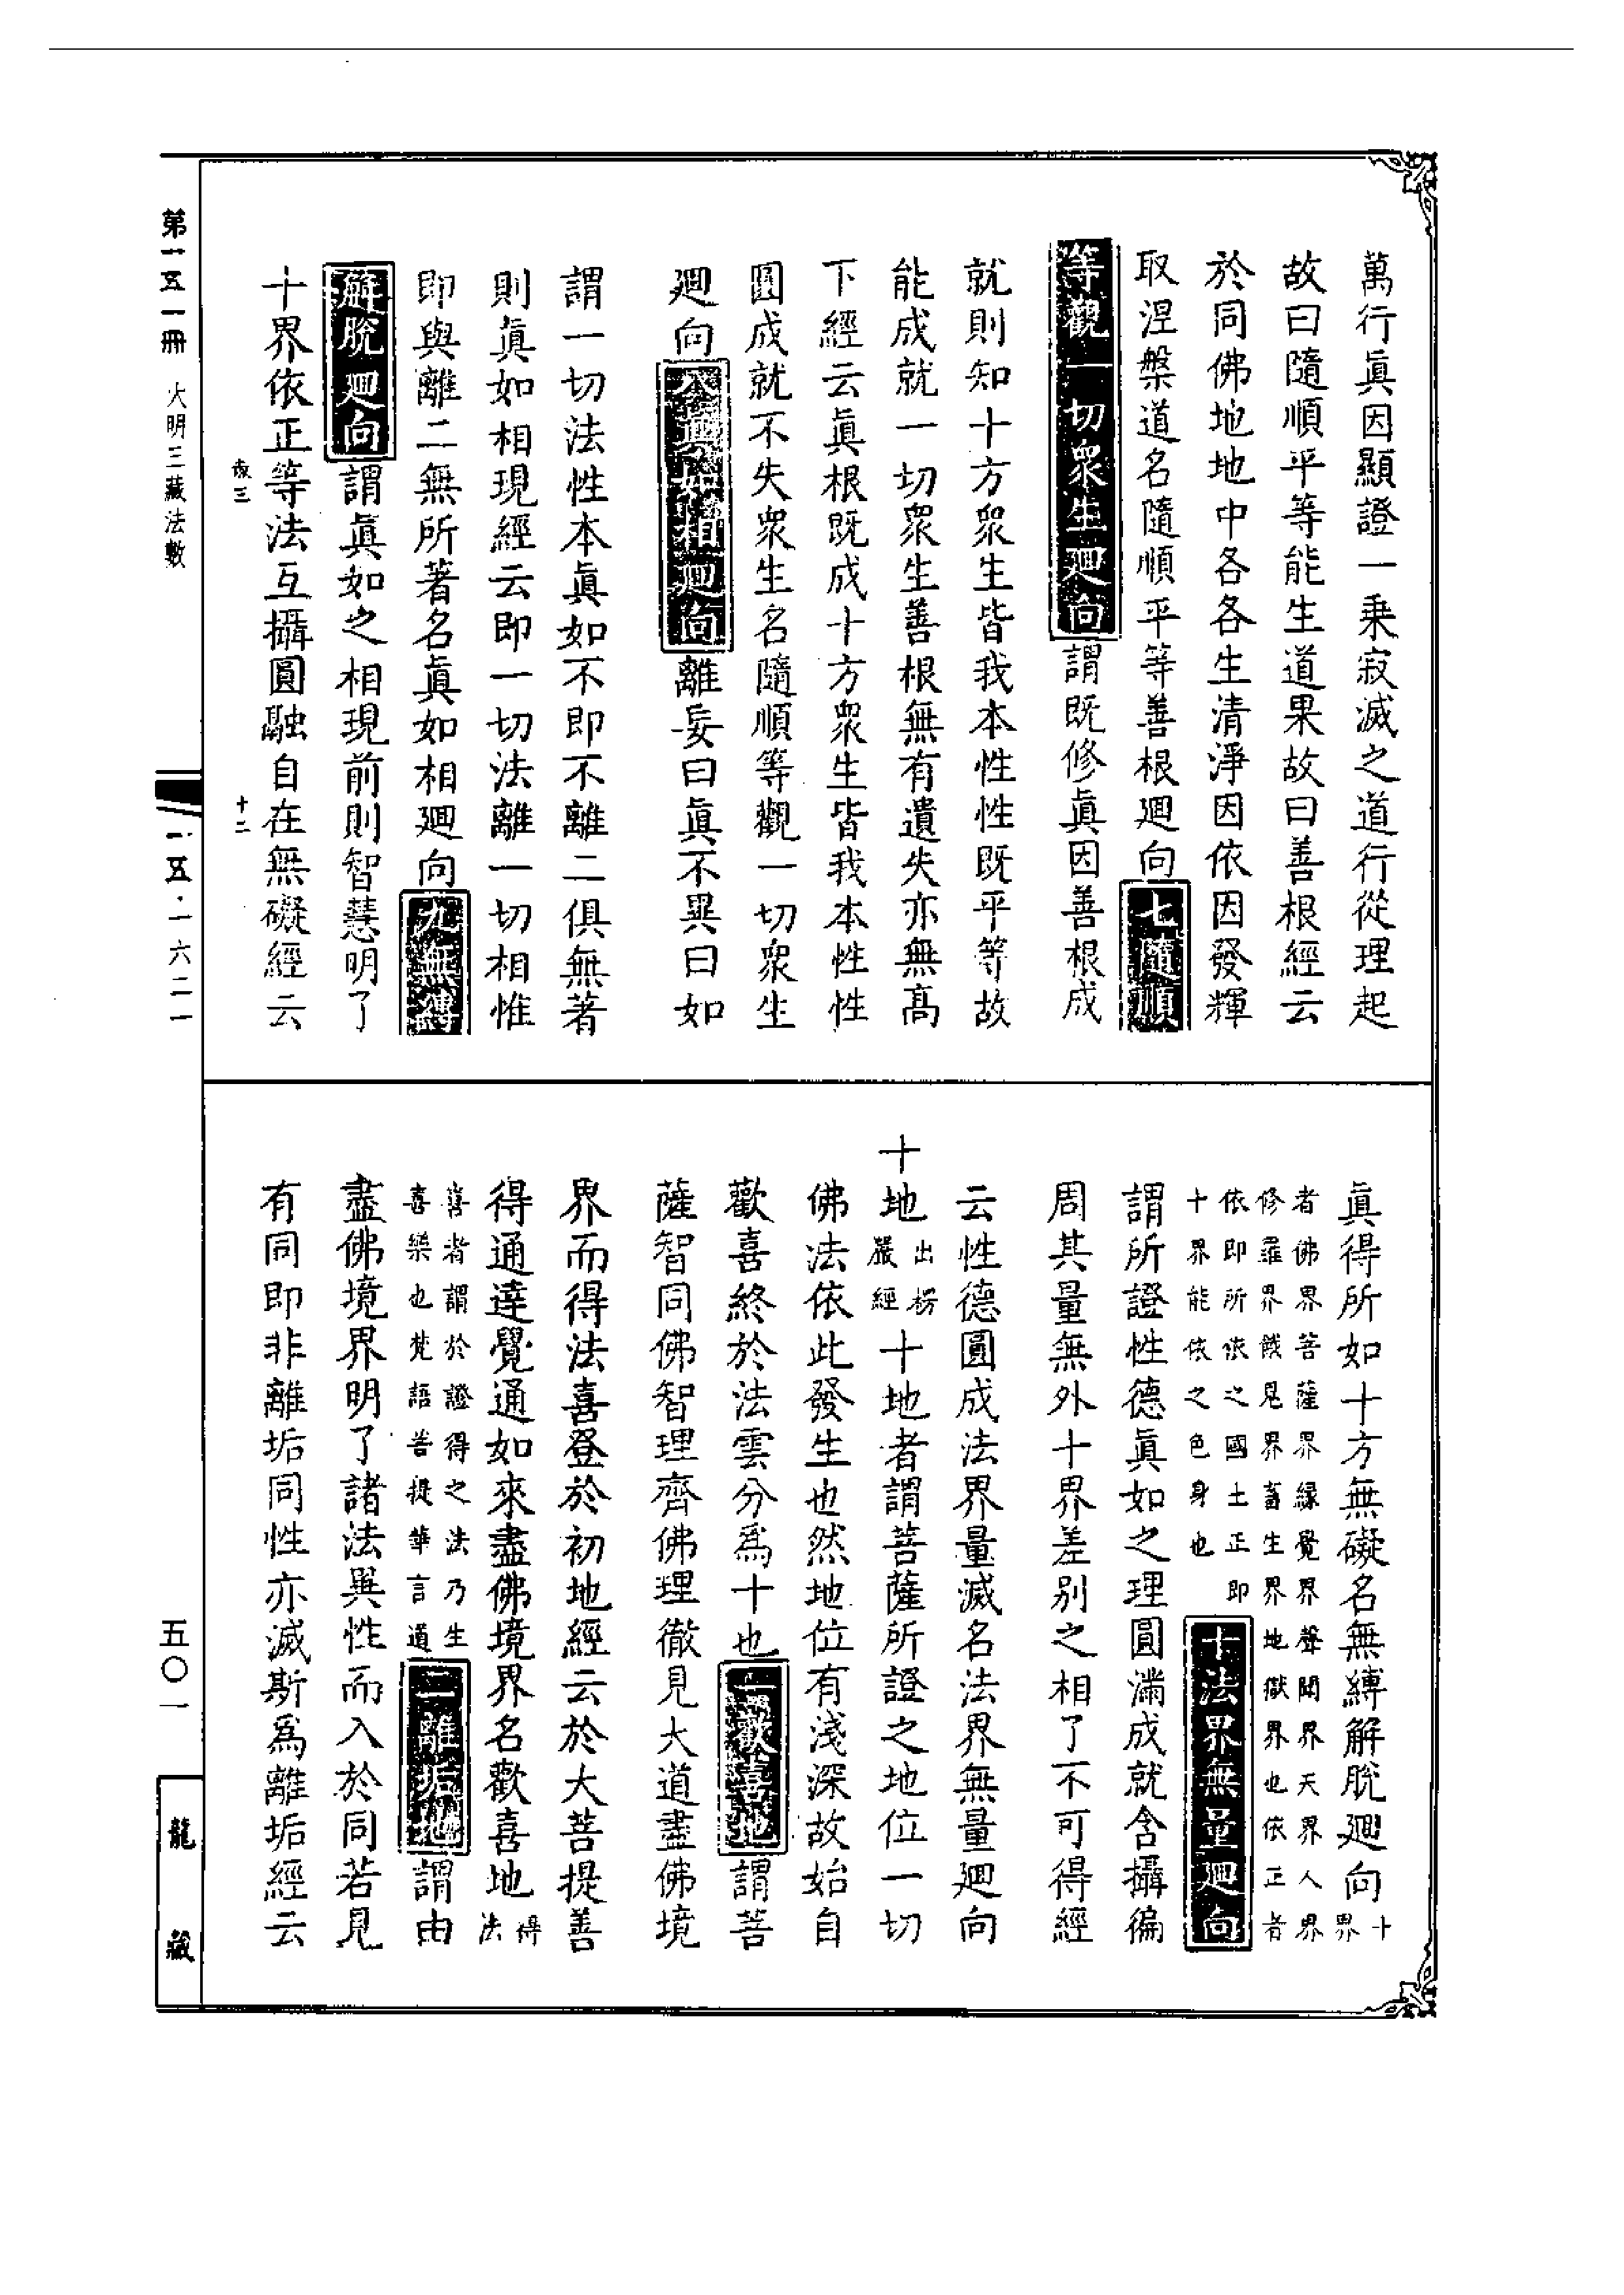 萬行眞因顯證一乘寂滅之道行從理起
故曰隨順平等能生道果故曰善根經云
於同佛地地中各各生清淨因依因發輝
取涅槃道名隨順平等善根廻向七隨順
等觀一切衆生廻向謂旣修眞因善根成
就則知十方衆生皆我本性性旣平等故
能成就一切衆生善根無有遺失亦無髙
下經云眞根旣成十方衆生皆我本性性
圓成就不失衆生名隨順等觀一切衆生
廻向八眞如相廻向離妄曰眞不異曰如
謂一切法性本眞如不即不離二俱無著
則眞如相現經云即一切法離一切相惟
即與離二無所著名眞如相廻向九無縛
解脫廻向謂眞如之相現前則智慧明了
十界依正等法互攝圓融自在無礙經云
眞得所如十方無礙名無縛解脫廻向十界
者佛界菩薩界緣覺界聲聞界天界人界
修羅界餓鬼界畜生界地獄界也依正者
依即所依之國土正即
十界能依之色身也十法界無量廻向
謂所證性德眞如之理圓滿成就含攝徧
周其量無外十界差別之相了不可得經
云性德圓成法界量滅名法界無量廻向
十地出楞嚴經十地者謂菩薩所證之地位一切
佛法依此發生也然地位有淺深故始自
歡喜終於法雲分爲十也一歡喜地謂菩
薩智同佛智理齊佛理徹見大道盡佛境
界而得法喜登於初地經云於大菩提善
得通達覺通如來盡佛境界名歡喜地得法
喜者謂於證得之法乃生
喜樂也梵語菩提華言道二離垢地謂由
盡佛境界明了諸法異性而入於同若見
有同即非離垢同性亦滅斯爲離垢經云
第一五一冊
大明三藏法數
十二
一五·一六二一
五〇一
龍藏